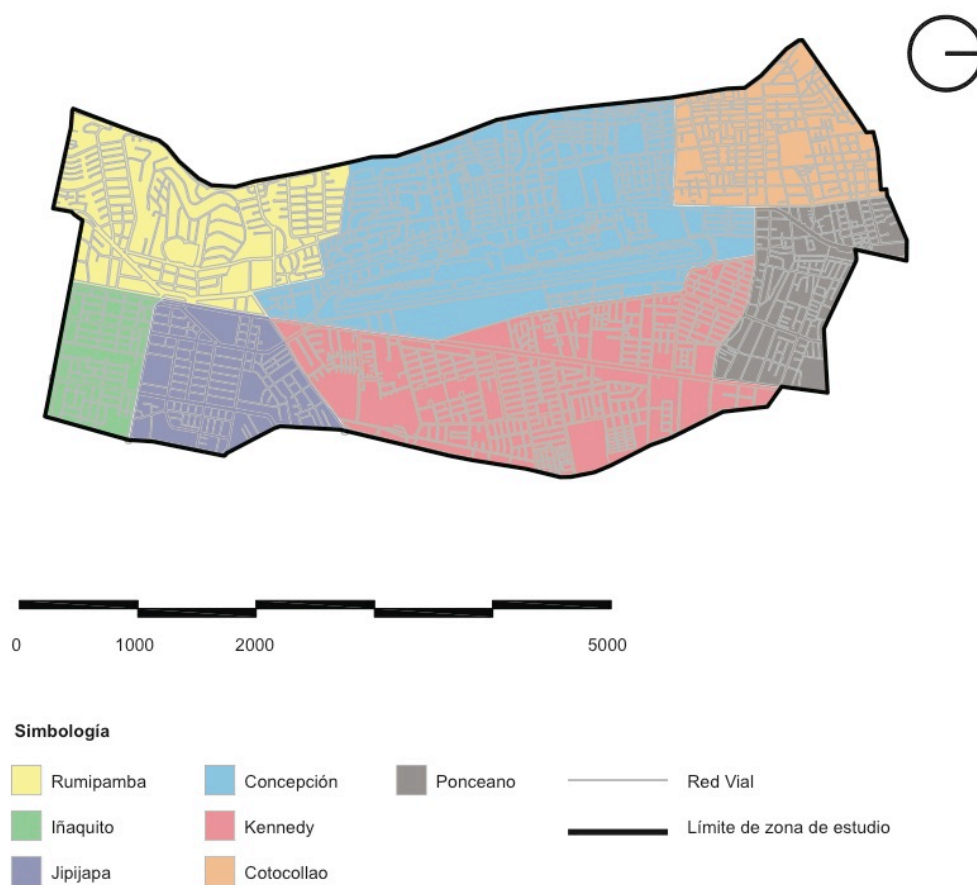 0 1000 2000 5000
Simbología
Rumipamba Concepción Ponceano Red Vial
Iñaquito Kennedy Límite de zona de estudio
Jipijapa Cotocollao